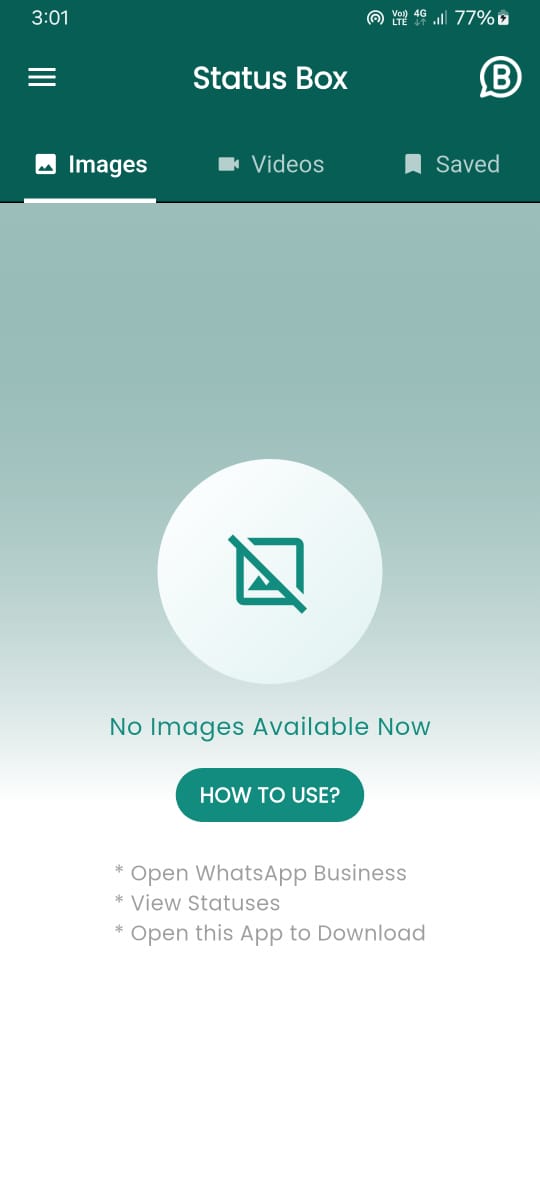 3:01 Vo) LTE 4G 77%
Status Box B
Images Videos Saved
No Images Available Now
HOW TO USE?
* Open WhatsApp Business
* View Statuses
* Open this App to Download